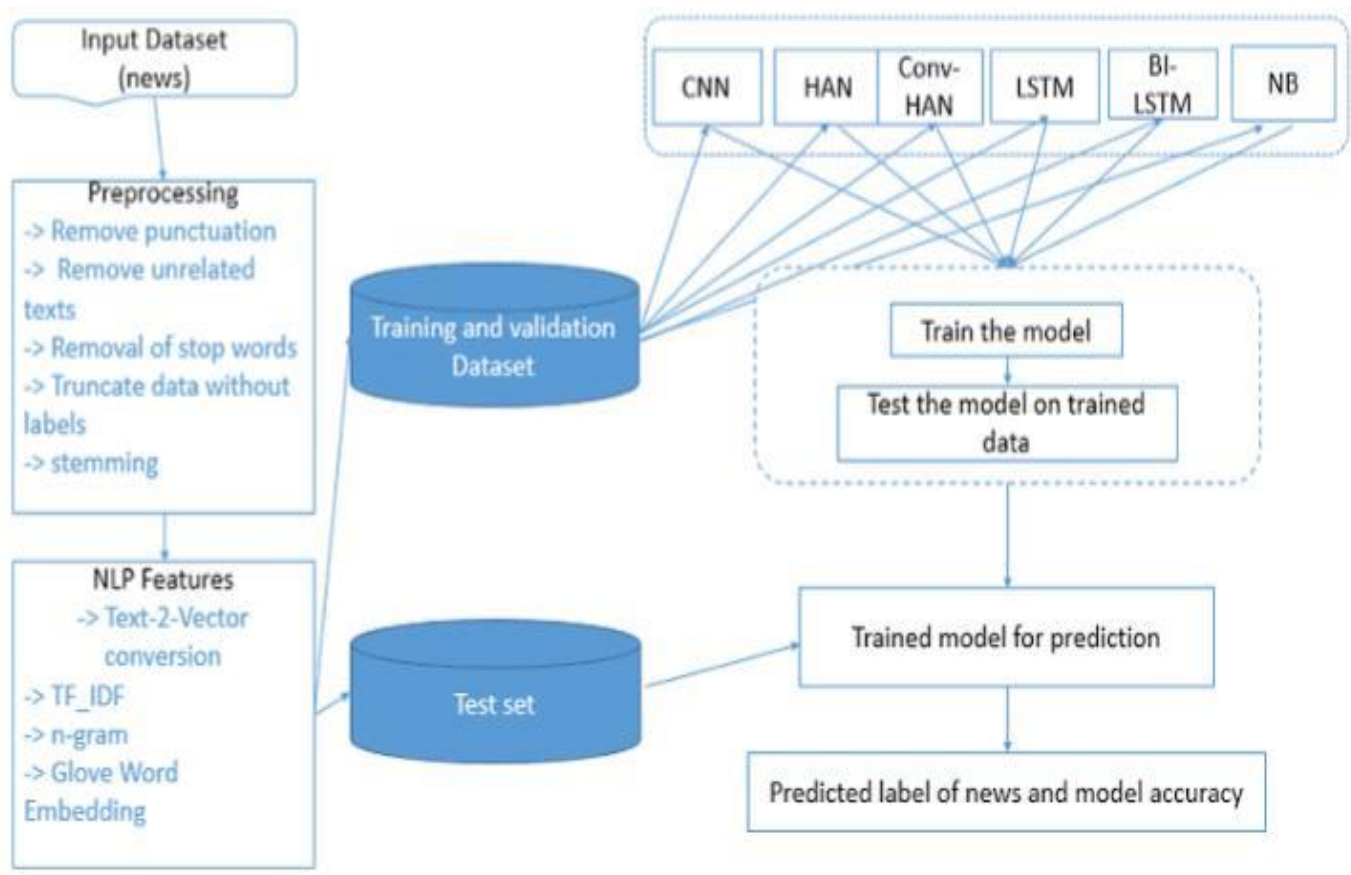 Input Dataset
(news)
Preprocessing
-> Remove punctuation
-> Remove unrelated
texts
-> Removal of stop words
-> Truncate data without
labels
-> stemming
NLP Features
-> Text-2-Vector
conversion
-> TF_IDF
-> n-gram
-> Glove Word
Embedding
Training and validation
Dataset
Test set
CNN
HAN
Conv-
HAN
LSTM
BI-
LSTM
NB
Train the model
Test the model on trained
data
Trained model for prediction
Predicted label of news and model accuracy